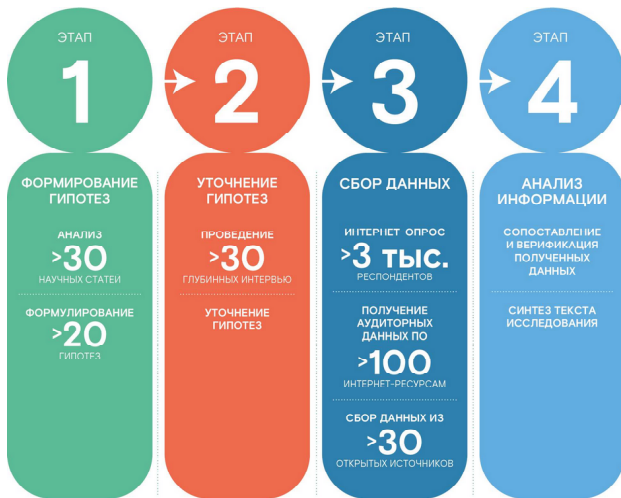 ЭТАП
1
ФОРМИРОВАНИЕ
ГИПОТЕЗ
АНАЛИЗ
>30
НАУЧНЫХ СТАТЕЙ
ФОРМУЛИРОВАНИЕ
>20
ГИПОТЕЗ
ЭТАП
2
УТОЧНЕНИЕ
ГИПОТЕЗ
ПРОВЕДЕНИЕ
>30
ГЛУБИННЫХ ИНТЕРВЬЮ
УТОЧНЕНИЕ
ГИПОТЕЗ
ЭТАП
3
СБОР ДАННЫХ
ИНТЕРНЕТ ОПРОС
>3 тыс.
РЕСПОНДЕНТОВ
ПОЛУЧЕНИЕ
АУДИТОРНЫХ
ДАННЫХ ПО
>100
ИНТЕРНЕТ-РЕСУРСАМ
СБОР ДАННЫХ ИЗ
>30
ОТКРЫТЫХ ИСТОЧНИКОВ
ЭТАП
4
АНАЛИЗ
ИНФОРМАЦИИ
СОПОСТАВЛЕНИЕ
И ВЕРИФИКАЦИЯ
ПОЛУЧЕННЫХ
ДАННЫХ
СИНТЕЗ ТЕКСТА
ИССЛЕДОВАНИЯ